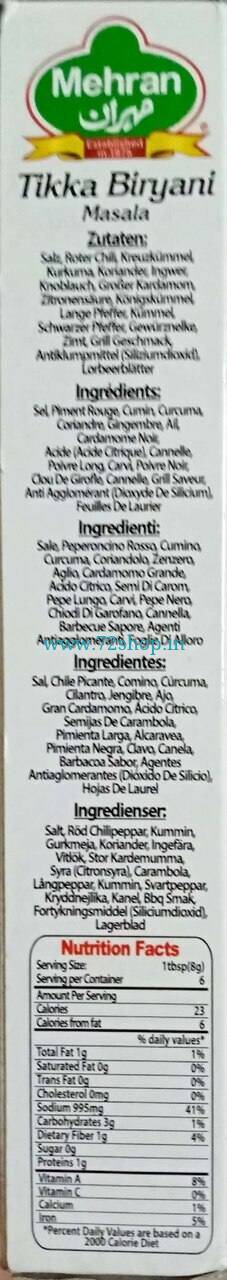 Mehran
مہران
Established
in 1975
Tikka Biryani
Masala
Zutaten:
Salz, Roter Chili, Kreuzkümmel,
Kurkuma, Koriander, Ingwer,
Knoblauch, Großer Kardamom,
Zitronensäure, Königskümmel,
Lange Pfeffer, Kümmel,
Schwarzer Pfeffer, Gewürznelke,
Zimt, Grill Geschmack,
Antiklumpmittel (Siliziumdioxid),
Lorbeerblätter
Ingrédients:
Sel, Piment Rouge, Cumin, Curcuma,
Coriandre, Gingembre, Ail,
Cardamome Noir,
Acide (Acide Citrique), Cannelle,
Poivre Long, Carvi, Poivre Noir,
Clou De Girofle, Cannelle, Grill Saveur,
Anti Agglomérant (Dioxyde De Silicium),
Feuilles De Laurier
Ingredienti:
Sale, Peperoncino Rosso, Cumino,
Curcuma, Coriandolo, Zenzero,
Aglio, Cardamomo Grande,
Acido Citrico, Semi Di Carom,
Pepe Lungo, Carvi, Pepe Nero,
Chiodi Di Garofano, Cannella,
Barbecue Sapore, Agenti
Antiagglomeranti, Foglie Di Alloro
www.72shop.in
Ingredientes:
Sal, Chile Picante, Comino, Cúrcuma,
Cilantro, Jengibre, Ajo,
Gran Cardamomo, Acido Citrico,
Semijas De Carambola,
Pimienta Larga, Alcaravea,
Pimienta Negra, Clavo, Canela,
Barbacoa Sabor, Agentes
Antiaglomerantes (Dióxido De Silicio),
Hojas De Laurel
Ingredienser:
Salt, Röd Chilipeppar, Kummin,
Gurkmeja, Koriander, Ingefära,
Vitlök, Stor Kardemumma,
Syra (Citronsyra), Carambola,
Långpeppar, Kummin, Svartpeppar,
Kryddnejlika, Kanel, Bbq Smak,
Fortykningsmiddel (Siliciumdioxid),
Lagerblad
Nutrition Facts
Serving Size: 1tbsp(8g)
Serving per Container 6
Amount Per Serving
Calories 23
Calories from fat 6
% daily values*
Total Fat 1g 1%
Saturated Fat 0g 0%
Trans Fat 0g 0%
Cholesterol 0mg 0%
Sodium 995mg 41%
Carbohydrates 3g 1%
Dietary Fiber 1g 4%
Sugar 0g
Proteins 1g
Vitamin A 8%
Vitamin C 0%
Calcium 1%
Iron 5%
*Percent Daily Values are based on a
2000 Calorie Diet